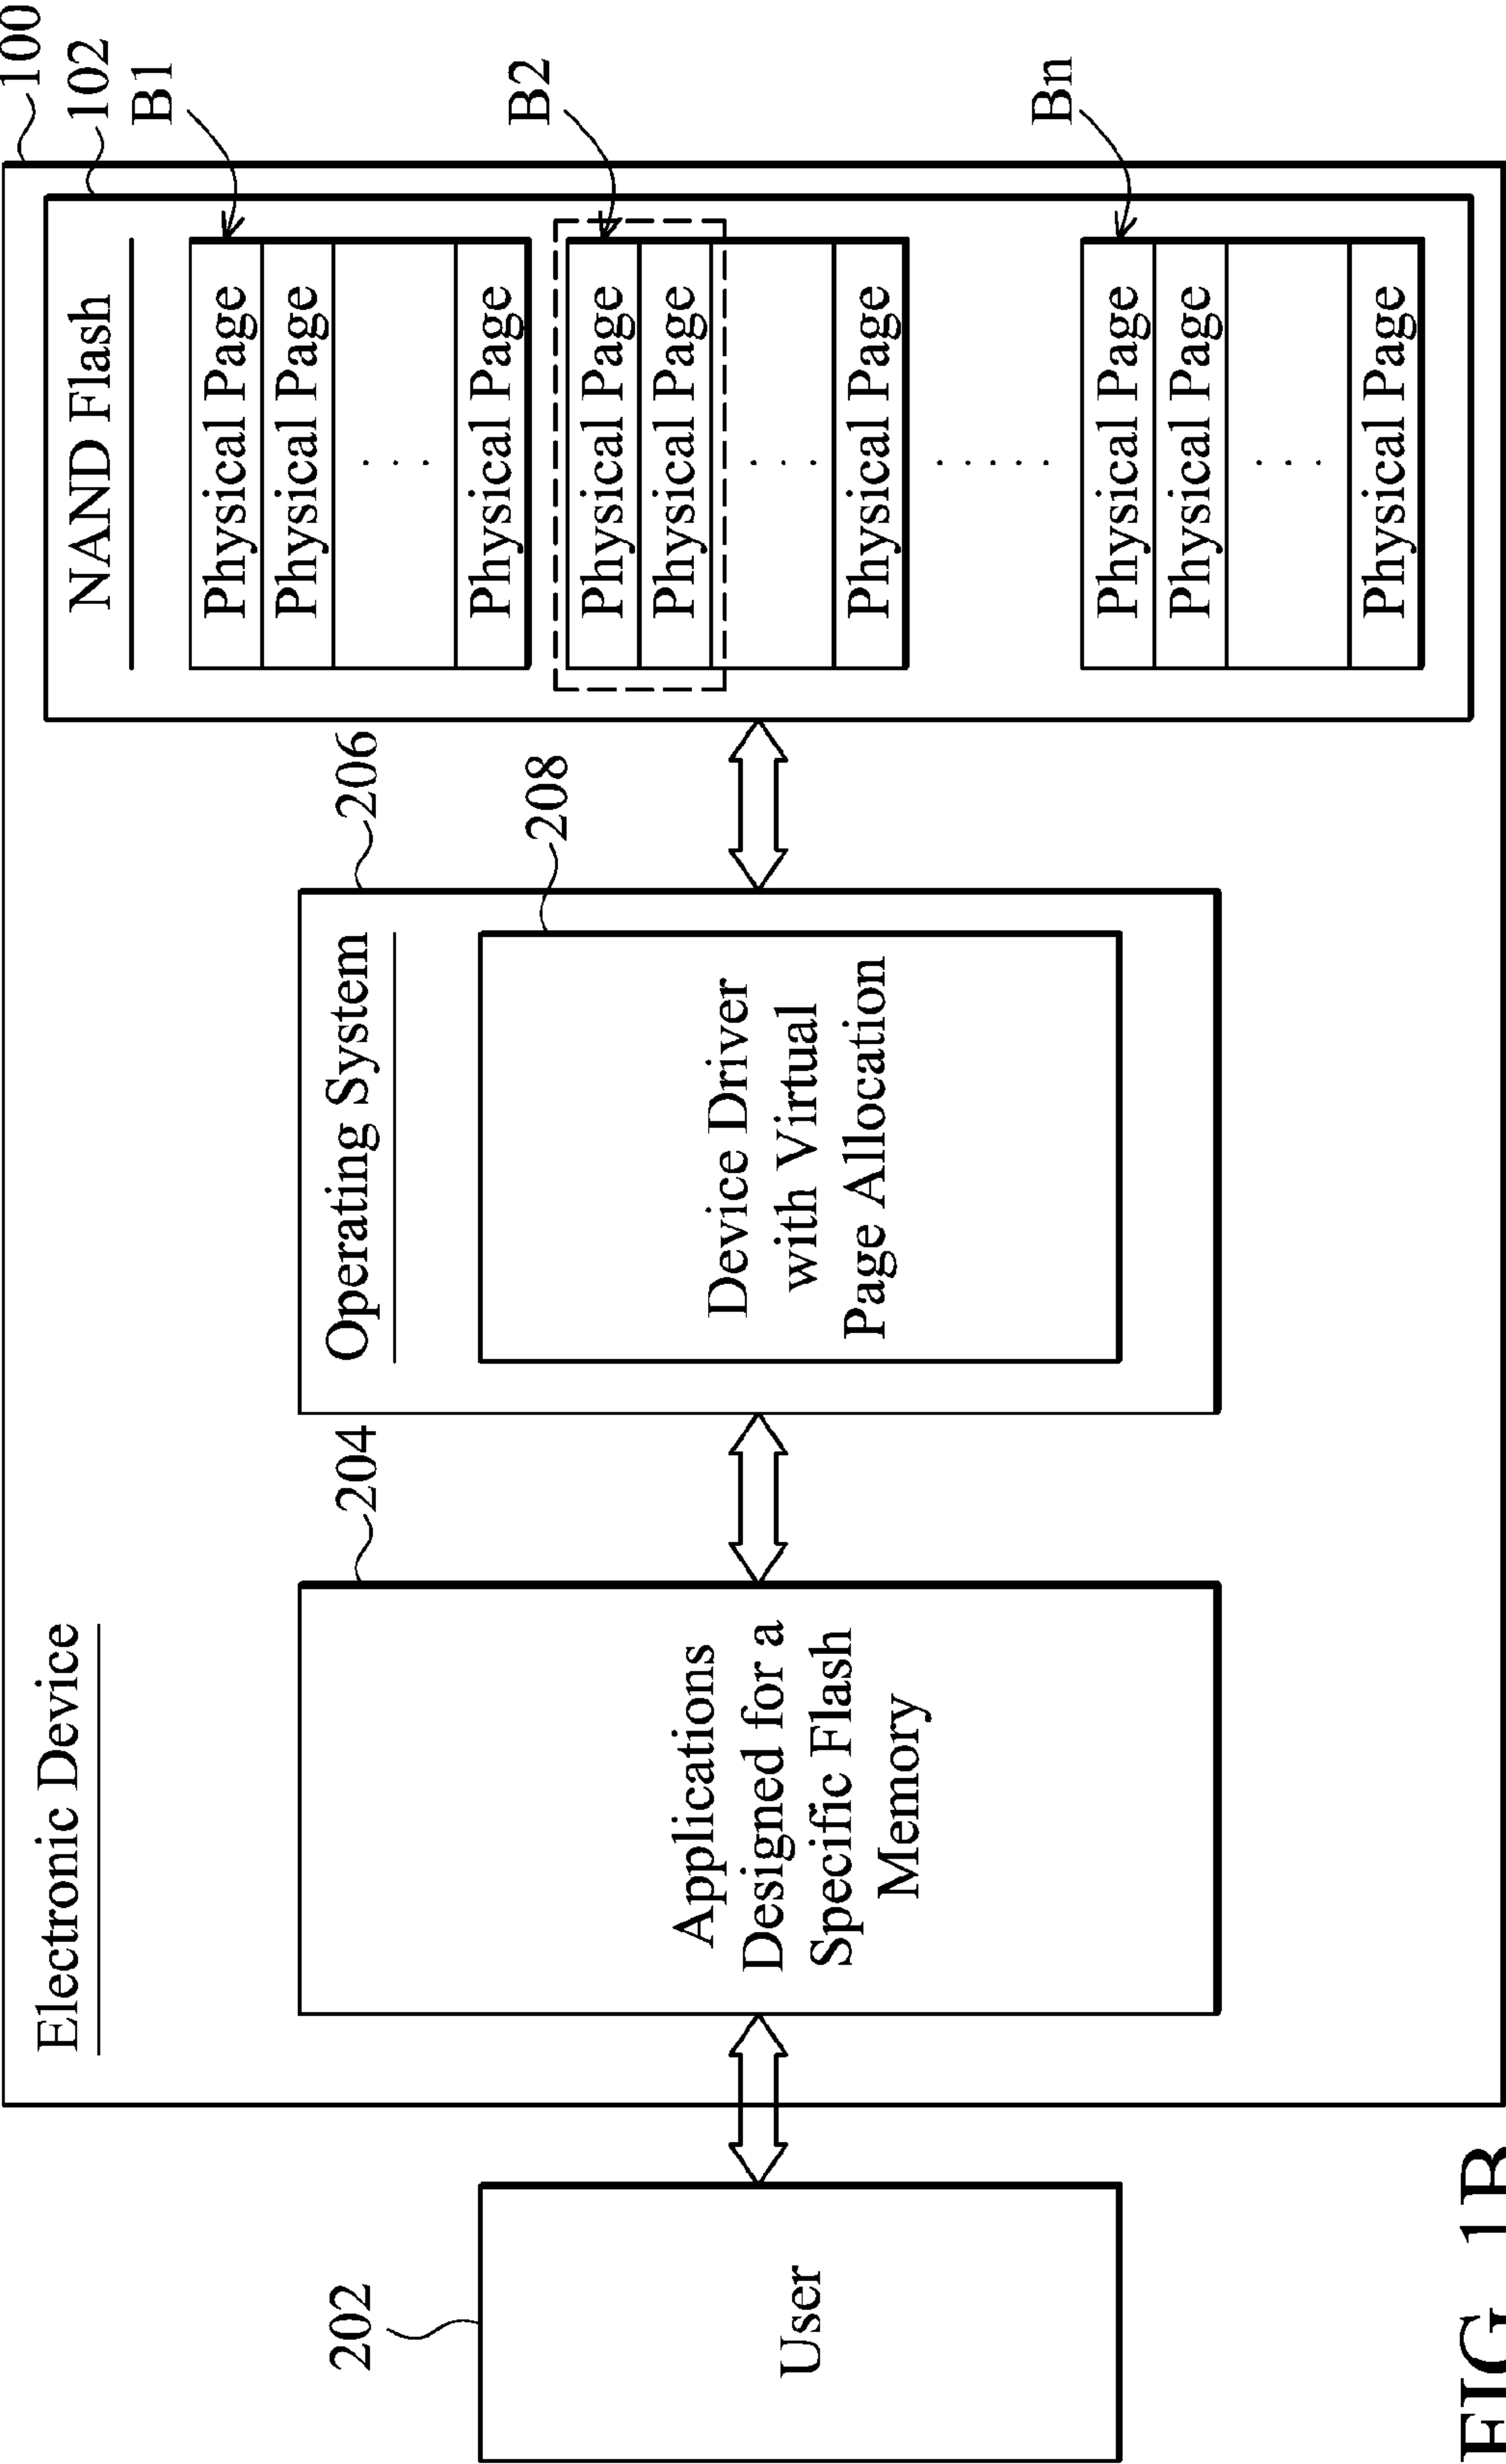 100
102
Electronic Device
NAND Flash
B1
Physical Page
Physical Page
. . .
Physical Page
B2
Physical Page
Physical Page
. . .
Physical Page
. . . . .
Bn
Physical Page
Physical Page
. . .
Physical Page
206
Operating System
208
Device Driver
with Virtual
Page Allocation
204
Applications
Designed for a
Specific Flash
Memory
202
User
FIG. 1B